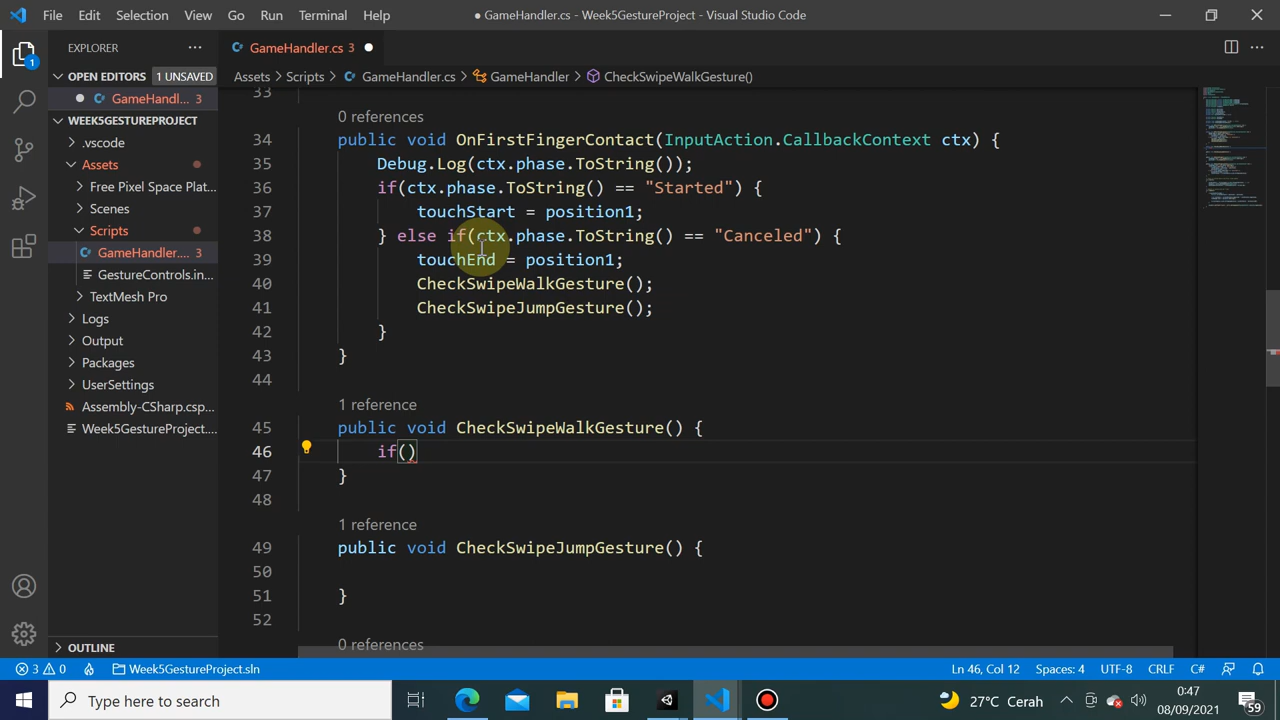 File Edit Selection View Go Run Terminal Help
● GameHandler.cs - Week5GestureProject - Visual Studio Code
EXPLORER
GameHandler.cs 3
OPEN EDITORS 1 UNSAVED
Assets > Scripts > GameHandler.cs > GameHandler > CheckSwipeWalkGesture()
GameHandl... 3
WEEK5GESTUREPROJECT
.vscode
Assets
Free Pixel Space Plat...
Scenes
Scripts
GameHandler.... 3
GestureControls.in...
TextMesh Pro
Logs
Output
Packages
UserSettings
Assembly-CSharp.csp...
Week5GestureProject....
OUTLINE
1
33
0 references
34 public void OnFirstFingerContact(InputAction.CallbackContext ctx) {
35 Debug.Log(ctx.phase.ToString());
36 if(ctx.phase.ToString() == "Started") {
37 touchStart = position1;
38 } else if(ctx.phase.ToString() == "Canceled") {
39 touchEnd = position1;
40 CheckSwipeWalkGesture();
41 CheckSwipeJumpGesture();
42 }
43 }
44
1 reference
45 public void CheckSwipeWalkGesture() {
46 if()
47 }
48
1 reference
49 public void CheckSwipeJumpGesture() {
50
51 }
52
0 references
3 0 Week5GestureProject.sln Ln 46, Col 12 Spaces: 4 UTF-8 CRLF C#
Type here to search
27°C Cerah
0:47
08/09/2021
59